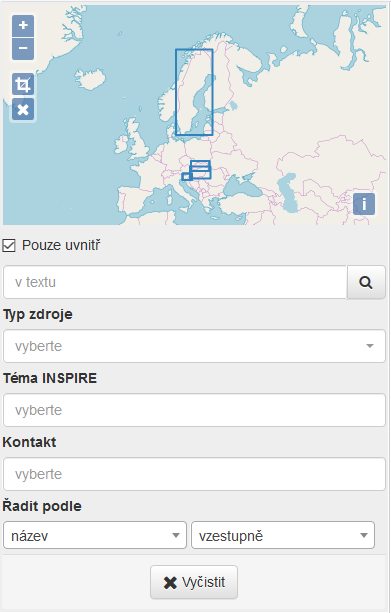 +
−
i
Pouze uvnitř
v textu
Typ zdroje
vyberte
Téma INSPIRE
vyberte
Kontakt
vyberte
Řadit podle
název vzestupně
Vyčistit